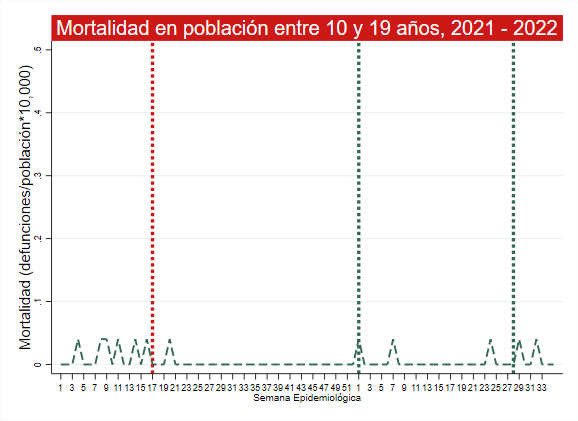 Mortalidad en población entre 10 y 19 años, 2021 - 2022
Mortalidad (defunciones/población*10,000)
.5
.4
.3
.2
.1
0
1 3 5 7 9 11 13 15 17 19 21 23 25 27 29 31 33 35 37 39 41 43 45 47 49 51 1 3 5 7 9 11 13 15 17 19 21 23 25 27 29 31 33
Semana Epidemiológica